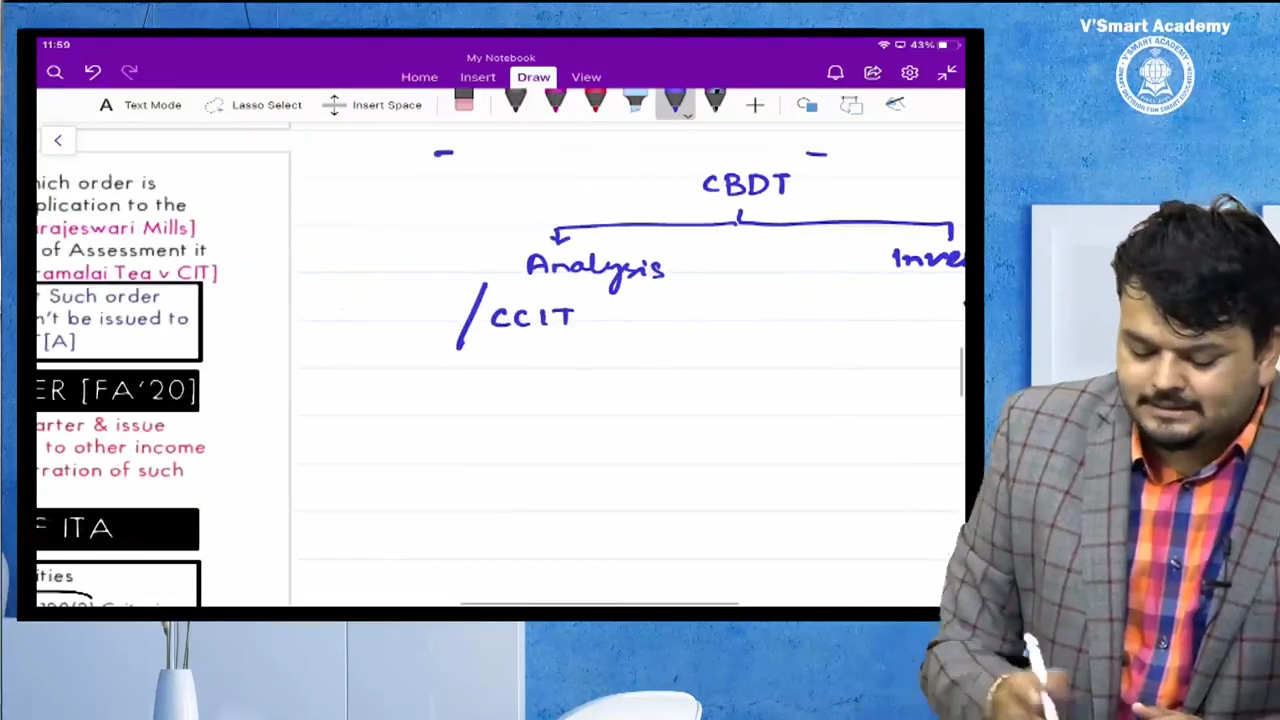 V'Smart Academy
11:59
43%
My Notebook
Home Insert Draw View
Text Mode Lasso Select Insert Space
hich order is
plication to the
arajeswari Mills]
of Assessment it
ramalai Tea v CIT]
Such order
n't be issued to
T[A]
ER [FA'20]
arter & issue
to other income
tration of such
F ITA
ities
CBDT
Analysis
Inve
CCIT